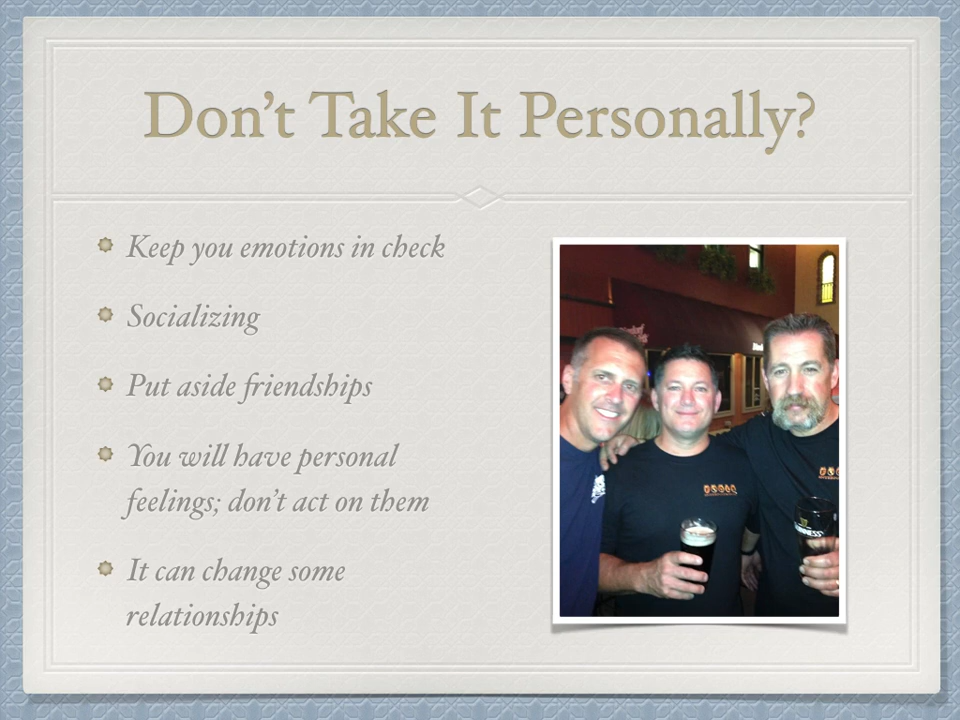 Don't Take It Personally?
Keep you emotions in check
Socializing
Put aside friendships
You will have personal
feelings; don't act on them
It can change some
relationships